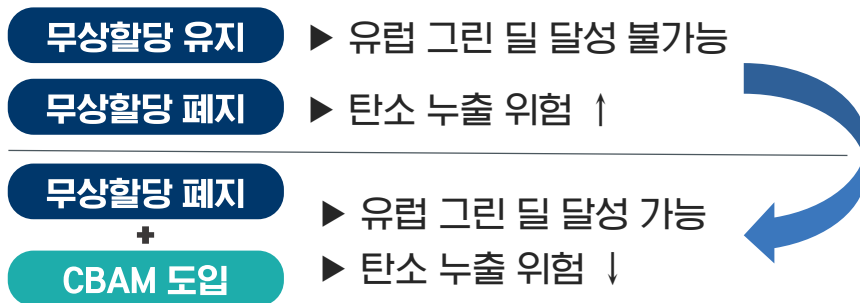 무상할당 유지 ▶ 유럽 그린 딜 달성 불가능
무상할당 폐지 ▶ 탄소 누출 위험 ↑
무상할당 폐지
+
CBAM 도입
▶ 유럽 그린 딜 달성 가능
▶ 탄소 누출 위험 ↓